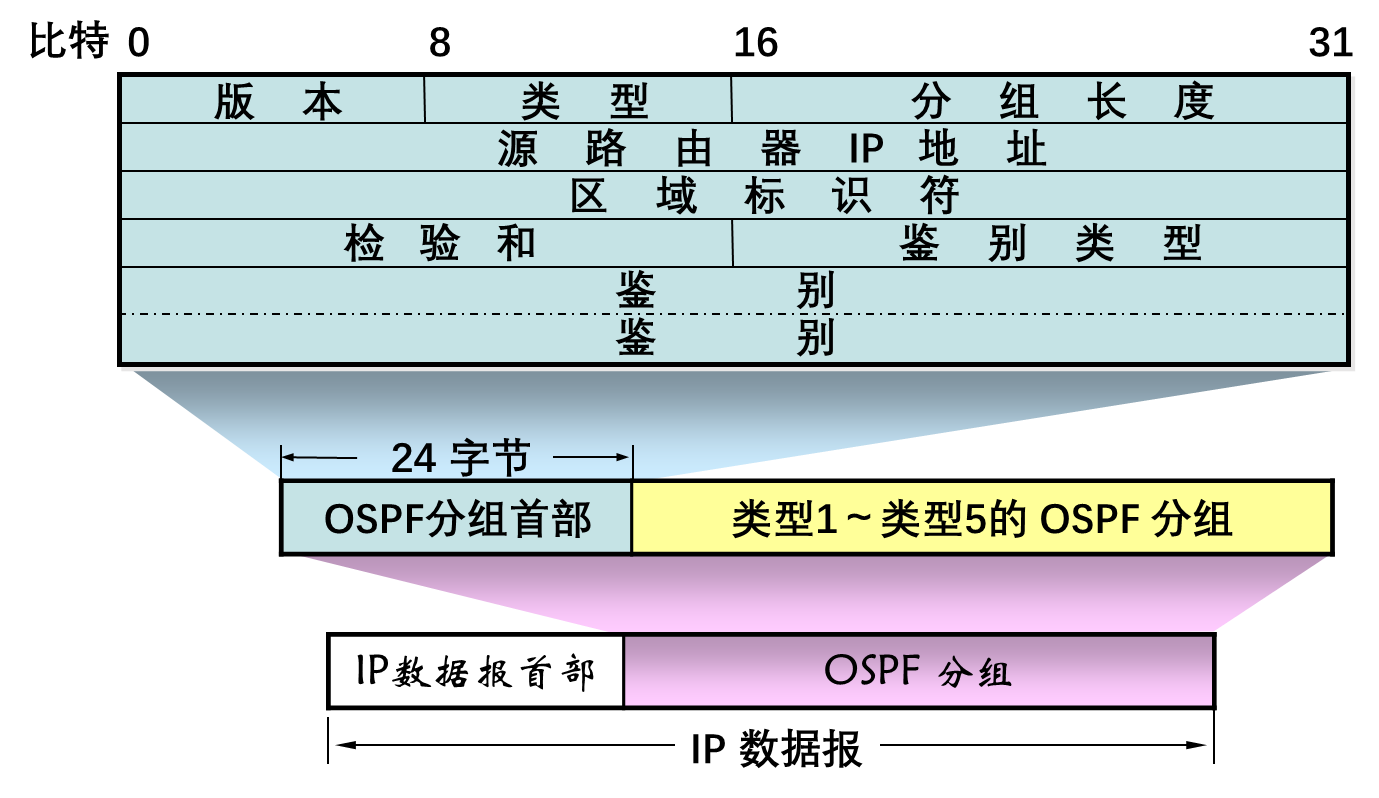 比特 0 8 16 31
版本 类型 分组长度
源路由器IP地址
区域标识符
检验和 鉴别类型
鉴别
鉴别
24 字节
OSPF分组首部 类型1～类型5的 OSPF 分组
IP数据报首部 OSPF 分组
IP 数据报